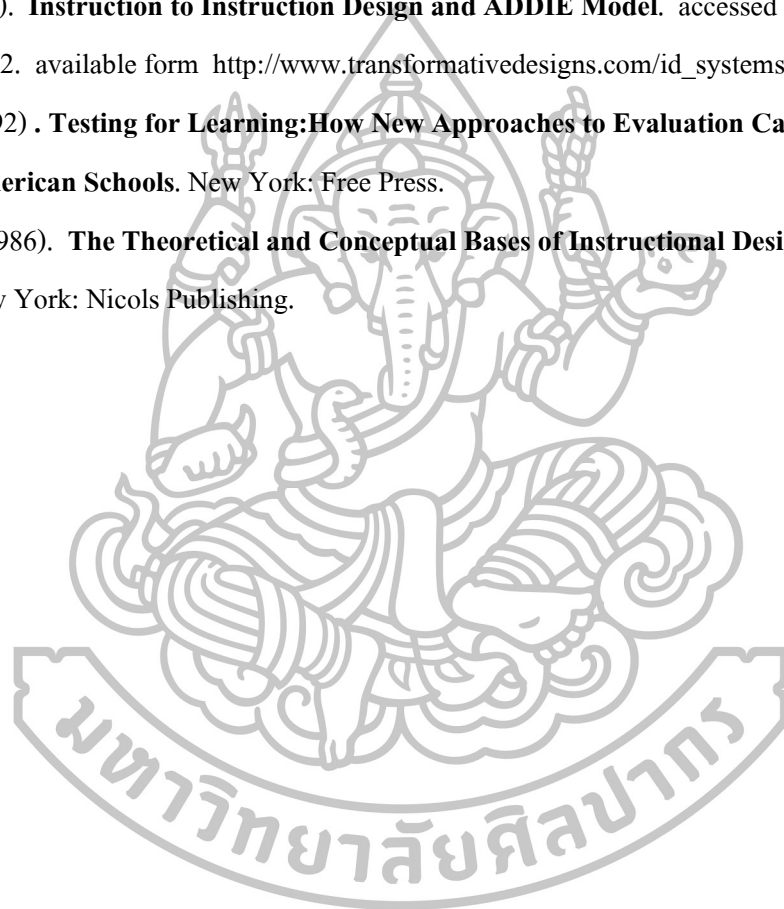 ). Instruction to Instruction Design and ADDIE Model. accessed
2. available form http://www.transformativedesigns.com/id_systems
92) . Testing for Learning:How New Approaches to Evaluation Ca
merican Schools. New York: Free Press.
986). The Theoretical and Conceptual Bases of Instructional Desi
York: Nicols Publishing.
มหาวิทยาลัยศิลปากร